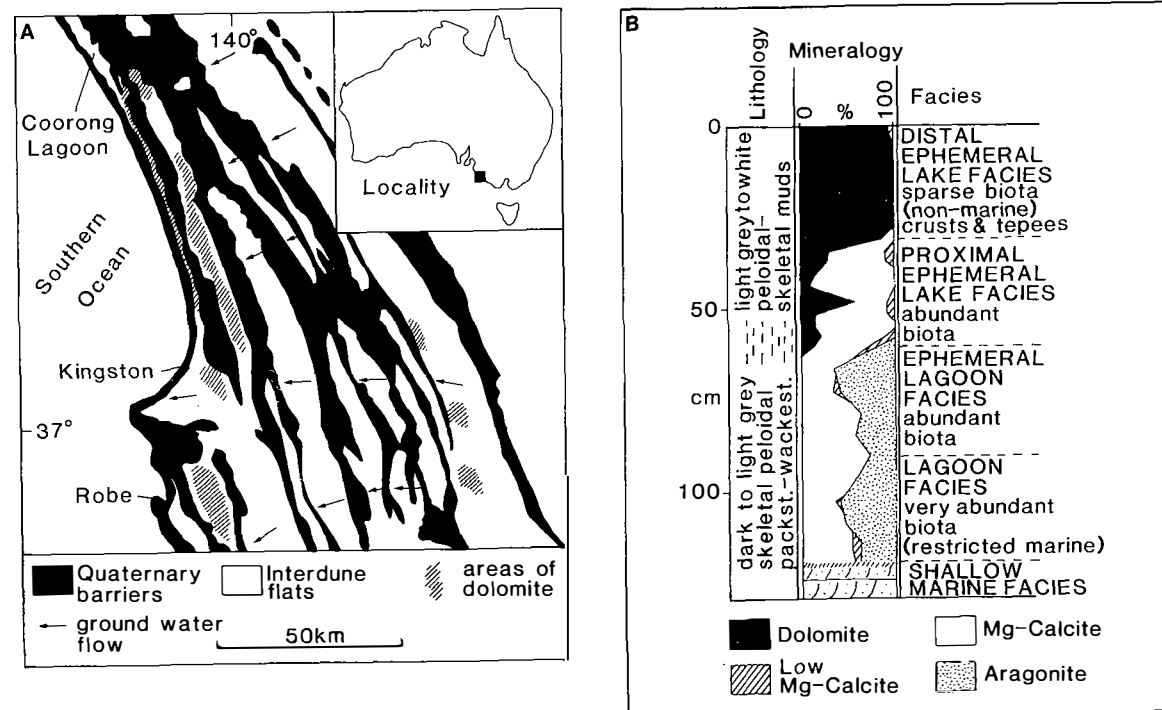 A
140°
Coorong
Lagoon
Locality
Southern
Ocean
Kingston
37°
Robe
Quaternary
barriers
Interdune
flats
areas of
dolomite
ground water
flow
50km
B
Lithology
Mineralogy
0 % 100
Facies
0
50
cm
100
light grey to white
peloidal-
skeletal muds
dark to light grey
skeletal peloidal
packst.-wackest.
DISTAL
EPHEMERAL
LAKE FACIES
sparse biota
(non-marine)
crusts & tepees
PROXIMAL
EPHEMERAL
LAKE FACIES
abundant
biota
EPHEMERAL
LAGOON
FACIES
abundant
biota
LAGOON
FACIES
very abundant
biota
(restricted marine)
SHALLOW
MARINE FACIES
Dolomite
Mg-Calcite
Low
Mg-Calcite
Aragonite